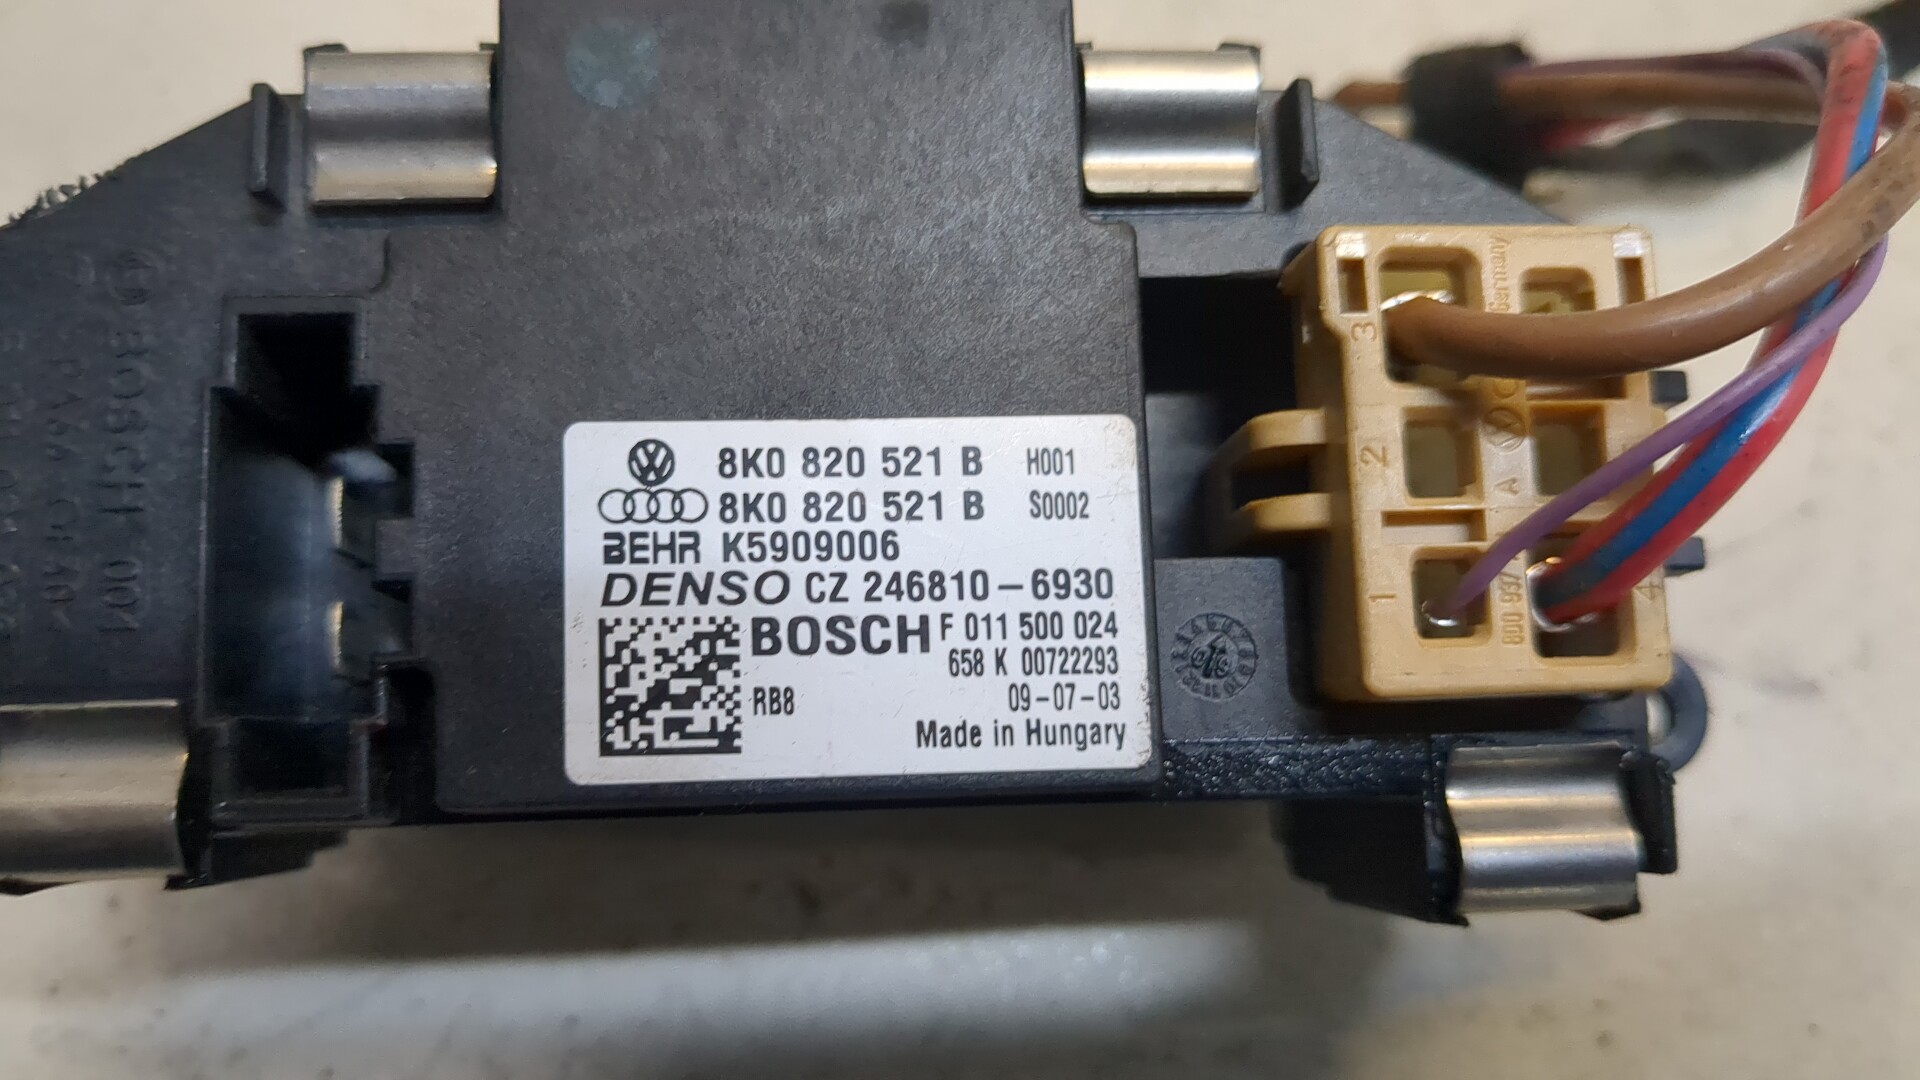 8K0 820 521 B H001
8K0 820 521 B S0002
BEHR K5909006
DENSO CZ 246810-6930
BOSCH F 011 500 024
658 K 00722293
RB8 09-07-03
Made in Hungary
BOSCH 001
3
2
1
A
4